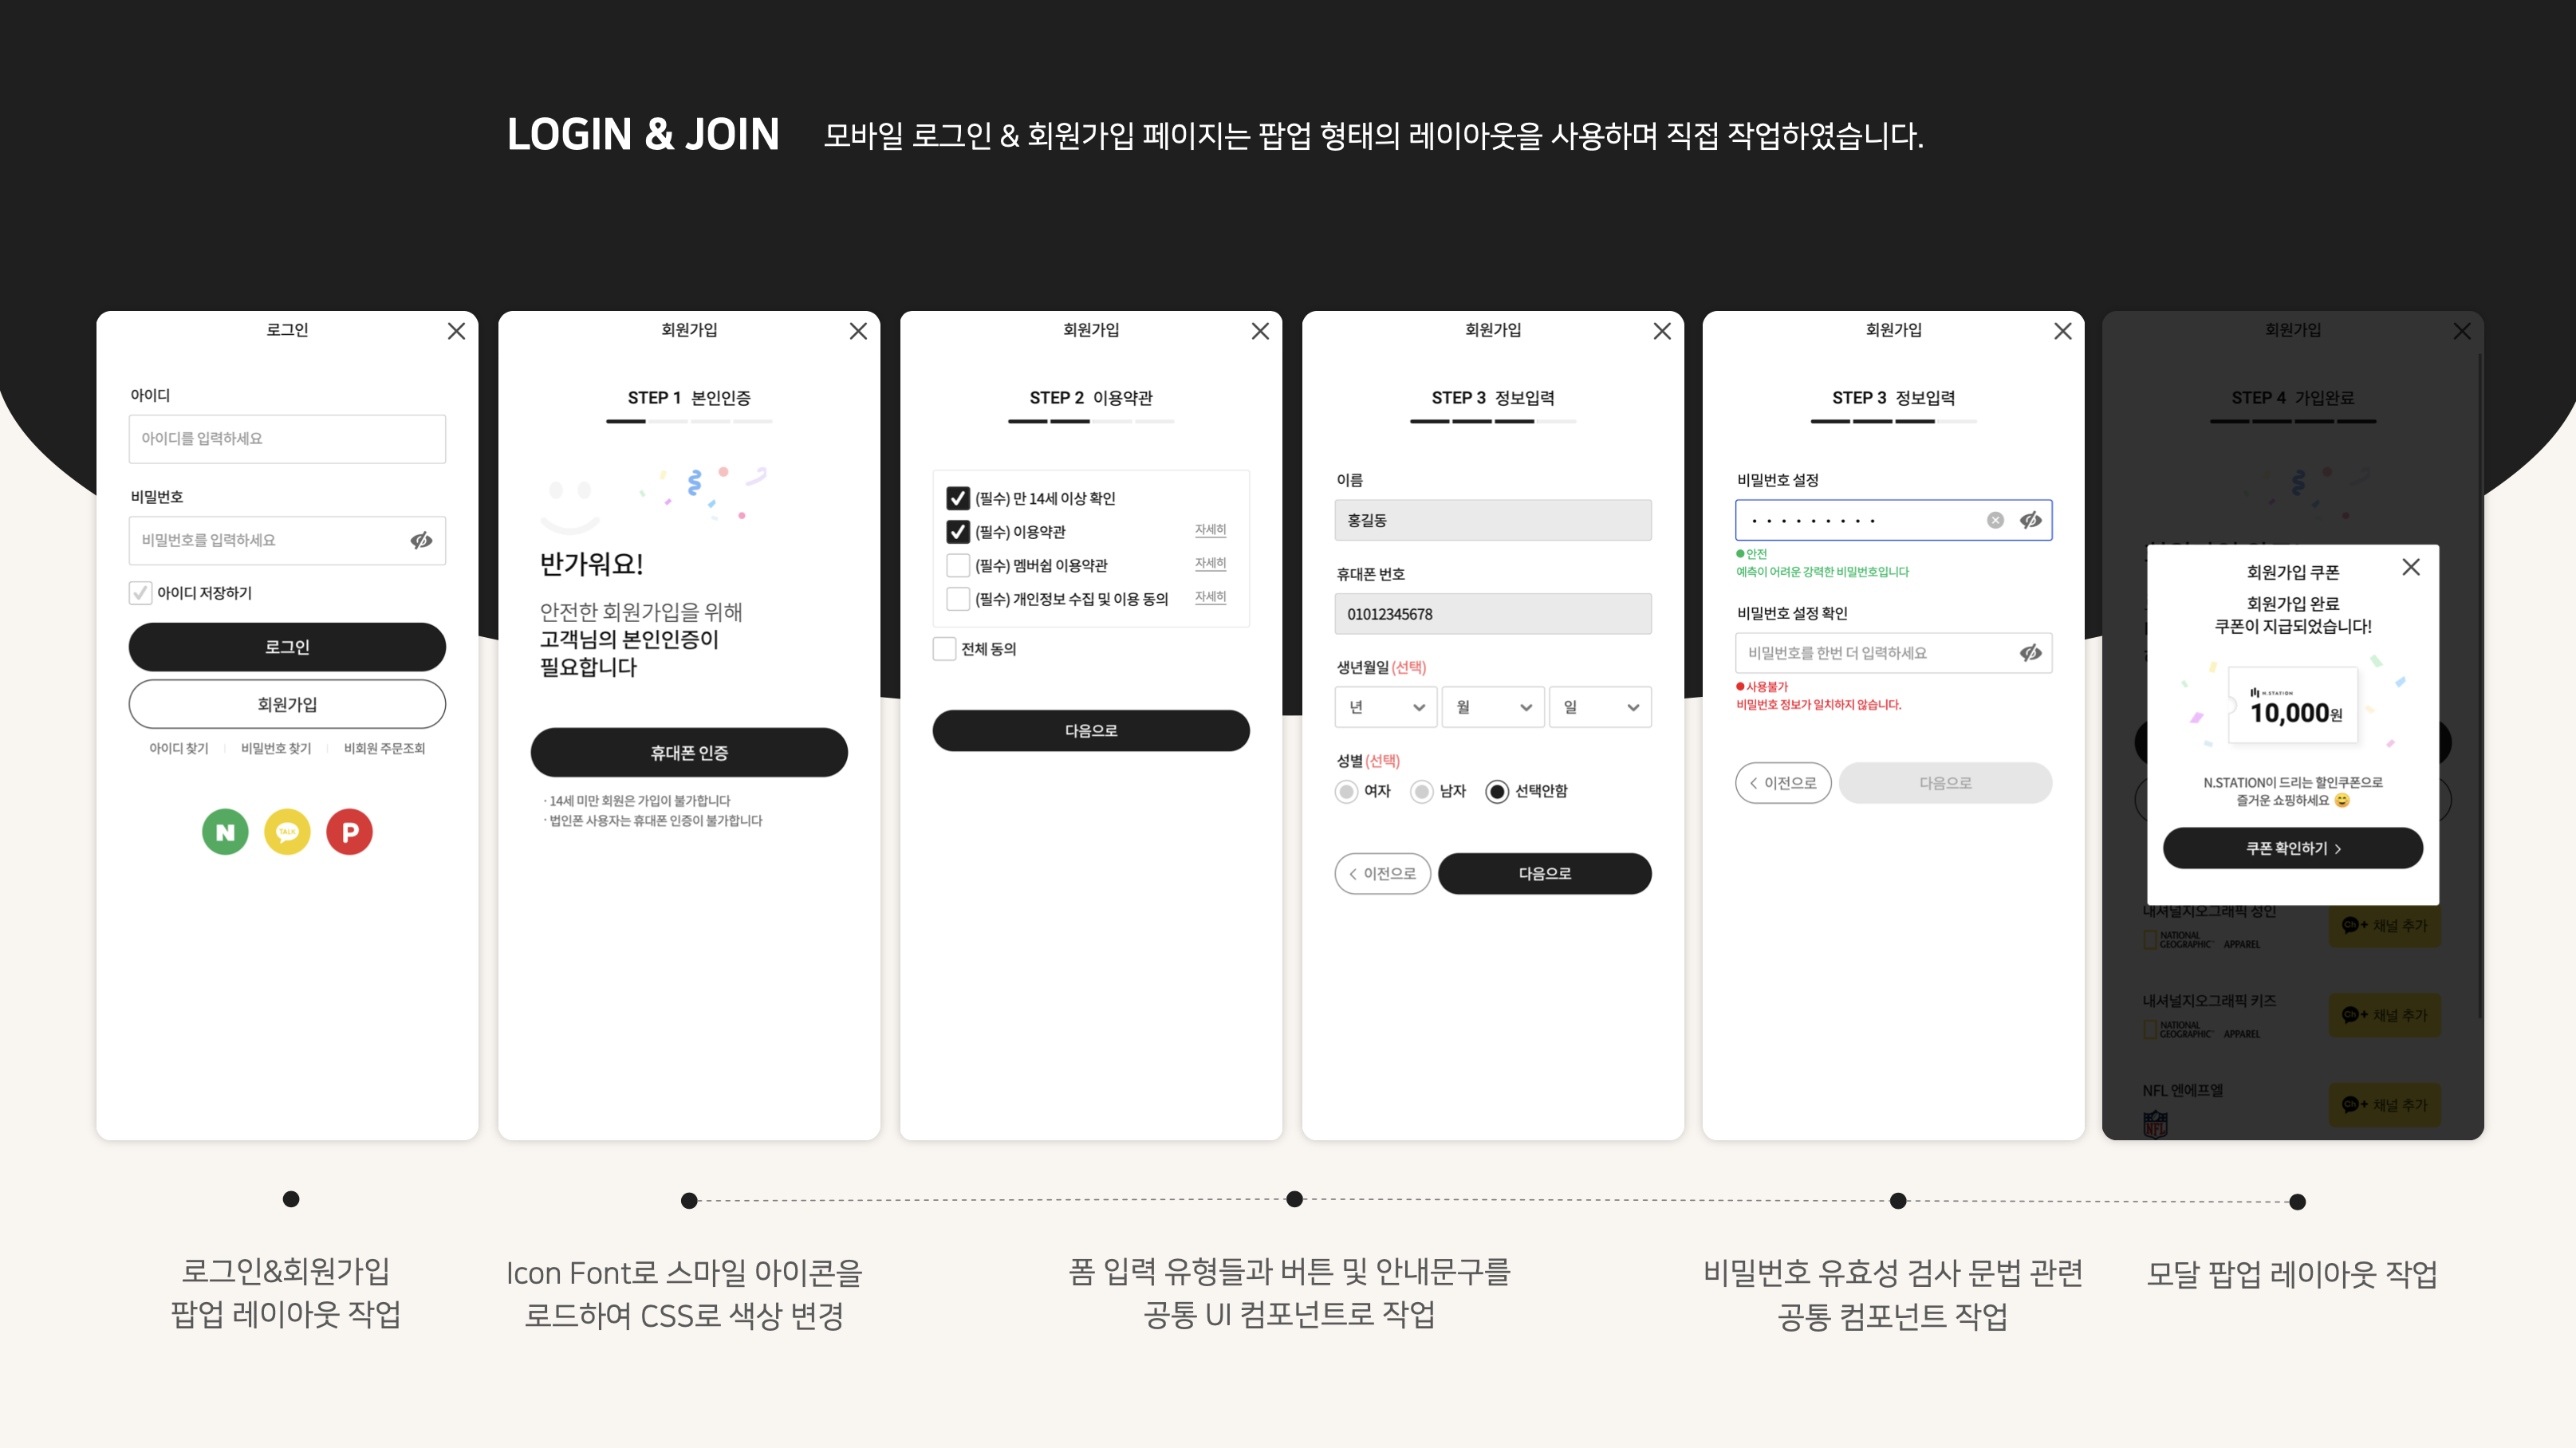 LOGIN & JOIN 모바일 로그인 & 회원가입 페이지는 팝업 형태의 레이아웃을 사용하며 직접 작업하였습니다.
로그인
아이디
아이디를 입력하세요
비밀번호
비밀번호를 입력하세요
아이디 저장하기
로그인
회원가입
아이디 찾기 | 비밀번호 찾기 | 비회원 주문조회
N TALK P
회원가입
STEP 1 본인인증
반가워요!
안전한 회원가입을 위해
고객님의 본인인증이
필요합니다
휴대폰 인증
· 14세 미만 회원은 가입이 불가합니다
· 법인폰 사용자는 휴대폰 인증이 불가합니다
회원가입
STEP 2 이용약관
(필수) 만 14세 이상 확인
(필수) 이용약관 자세히
(필수) 멤버쉽 이용약관 자세히
(필수) 개인정보 수집 및 이용 동의 자세히
전체 동의
다음으로
회원가입
STEP 3 정보입력
이름
홍길동
휴대폰 번호
01012345678
생년월일 (선택)
년 월 일
성별 (선택)
여자 남자 선택안함
이전으로 다음으로
회원가입
STEP 3 정보입력
비밀번호 설정
안전
예측이 어려운 강력한 비밀번호입니다
비밀번호 설정 확인
비밀번호를 한번 더 입력하세요
사용불가
비밀번호 정보가 일치하지 않습니다.
이전으로 다음으로
회원가입
STEP 4 가입완료
회원가입 쿠폰
회원가입 완료
쿠폰이 지급되었습니다!
N.STATION
10,000원
N.STATION이 드리는 할인쿠폰으로
즐거운 쇼핑하세요
쿠폰 확인하기
내셔널지오그래픽 성인
NATIONAL
GEOGRAPHIC APPAREL
Ch+ 채널 추가
내셔널지오그래픽 키즈
NATIONAL
GEOGRAPHIC APPAREL
Ch+ 채널 추가
NFL 엔에프엘
NFL
Ch+ 채널 추가
로그인&회원가입
팝업 레이아웃 작업
Icon Font로 스마일 아이콘을
로드하여 CSS로 색상 변경
폼 입력 유형들과 버튼 및 안내문구를
공통 UI 컴포넌트로 작업
비밀번호 유효성 검사 문법 관련
공통 컴포넌트 작업
모달 팝업 레이아웃 작업